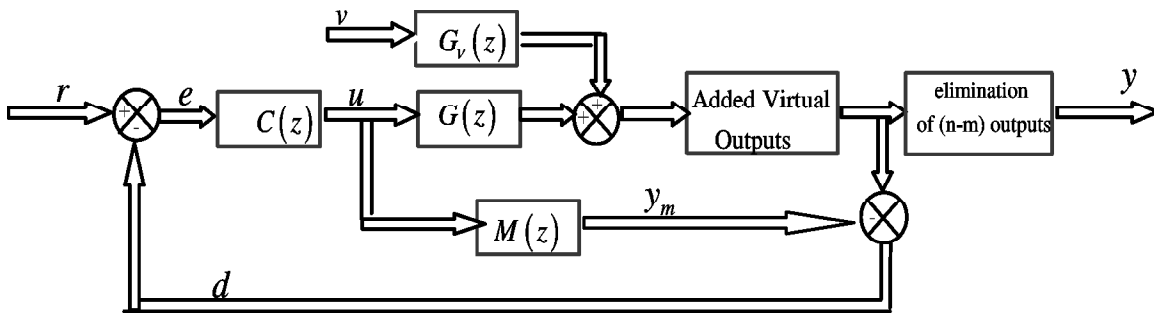 v
G_v(z)
r
+
-
e
C(z)
u
G(z)
+
+
Added Virtual
Outputs
elimination
of (n-m) outputs
y
M(z)
y_m
-
d